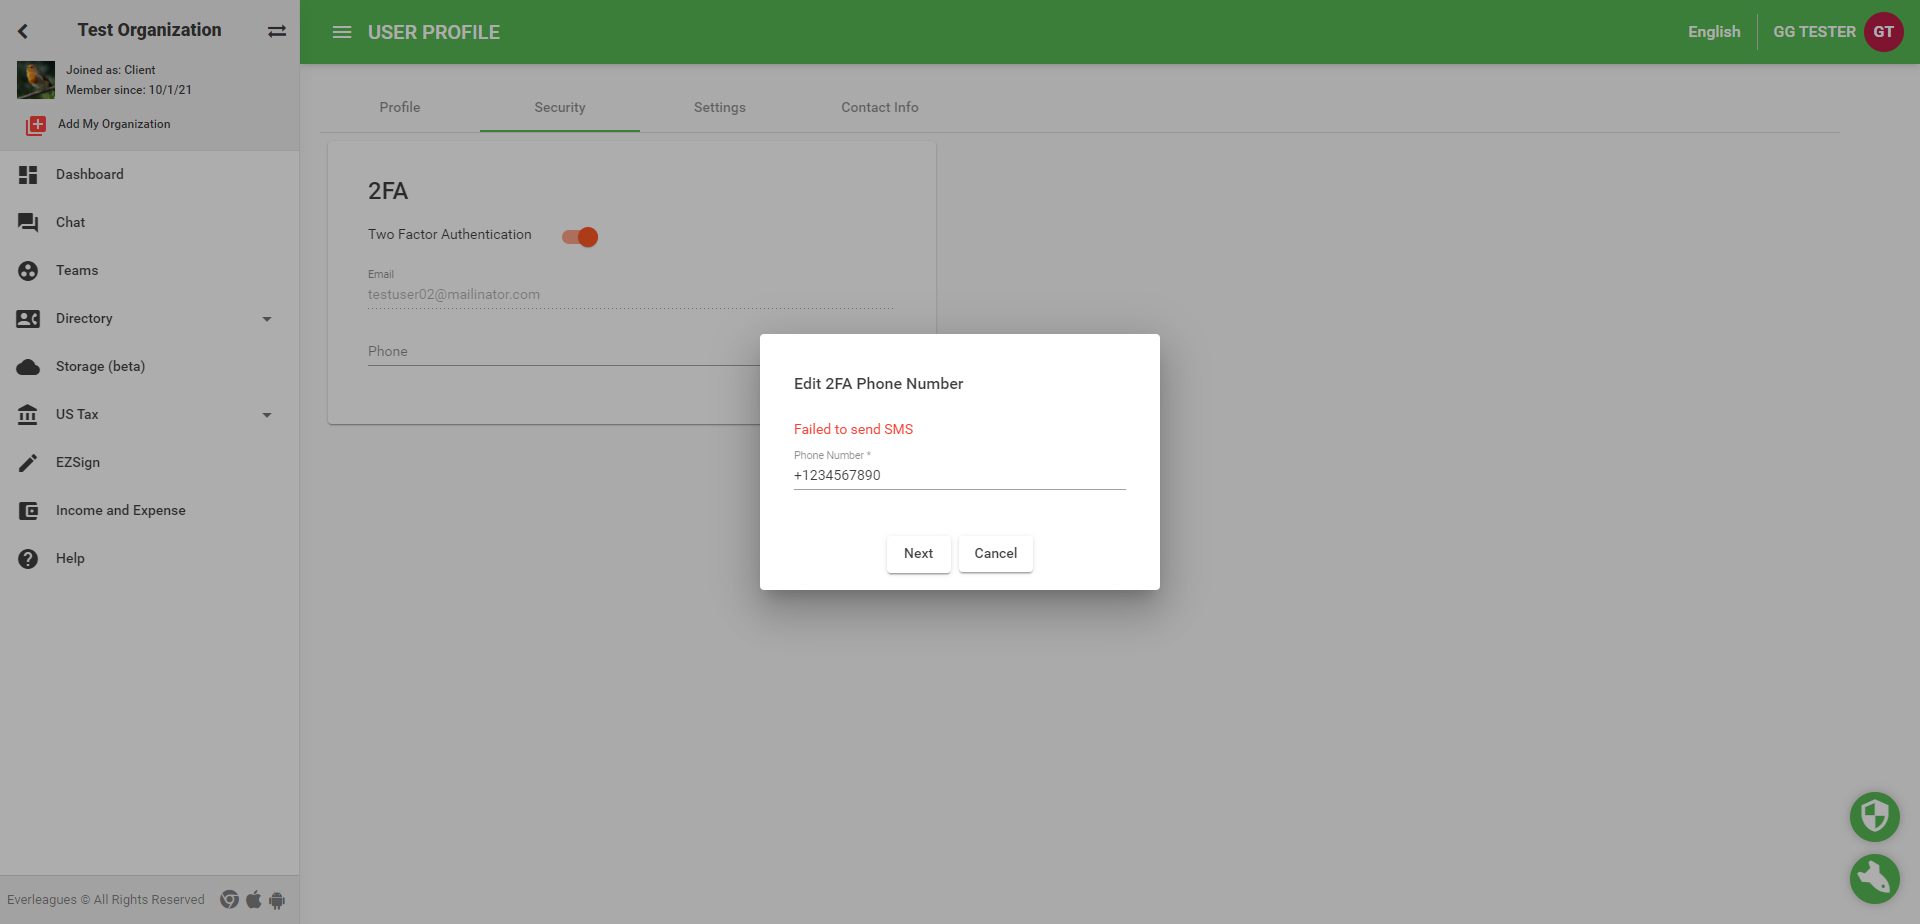 Test Organization
Joined as: Client
Member since: 10/1/21
Add My Organization
Dashboard
Chat
Teams
Directory
Storage (beta)
US Tax
EZSign
Income and Expense
Help
Everleagues © All Rights Reserved
USER PROFILE
English
GG TESTER
GT
Profile
Security
Settings
Contact Info
2FA
Two Factor Authentication
Email
testuser02@mailinator.com
Phone
Edit 2FA Phone Number
Failed to send SMS
Phone Number *
+1234567890
Next
Cancel